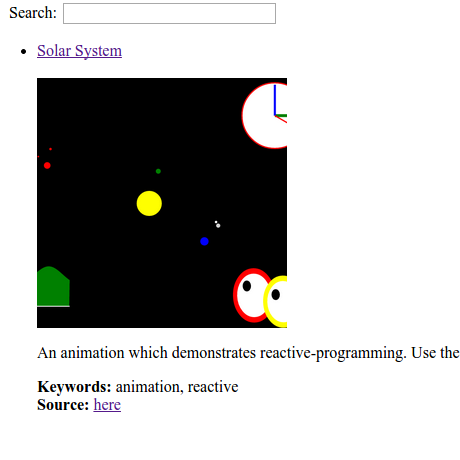 Search:
Solar System
An animation which demonstrates reactive-programming. Use the
Keywords: animation, reactive
Source: here